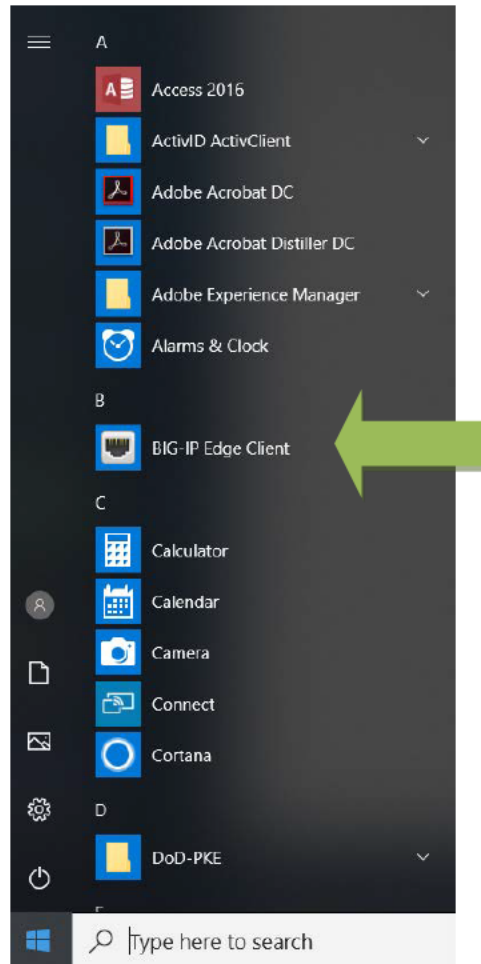 A
Access 2016
ActivID ActivClient
Adobe Acrobat DC
Adobe Acrobat Distiller DC
Adobe Experience Manager
Alarms & Clock
B
BIG-IP Edge Client
C
Calculator
Calendar
Camera
Connect
Cortana
D
DoD-PKE
Type here to search